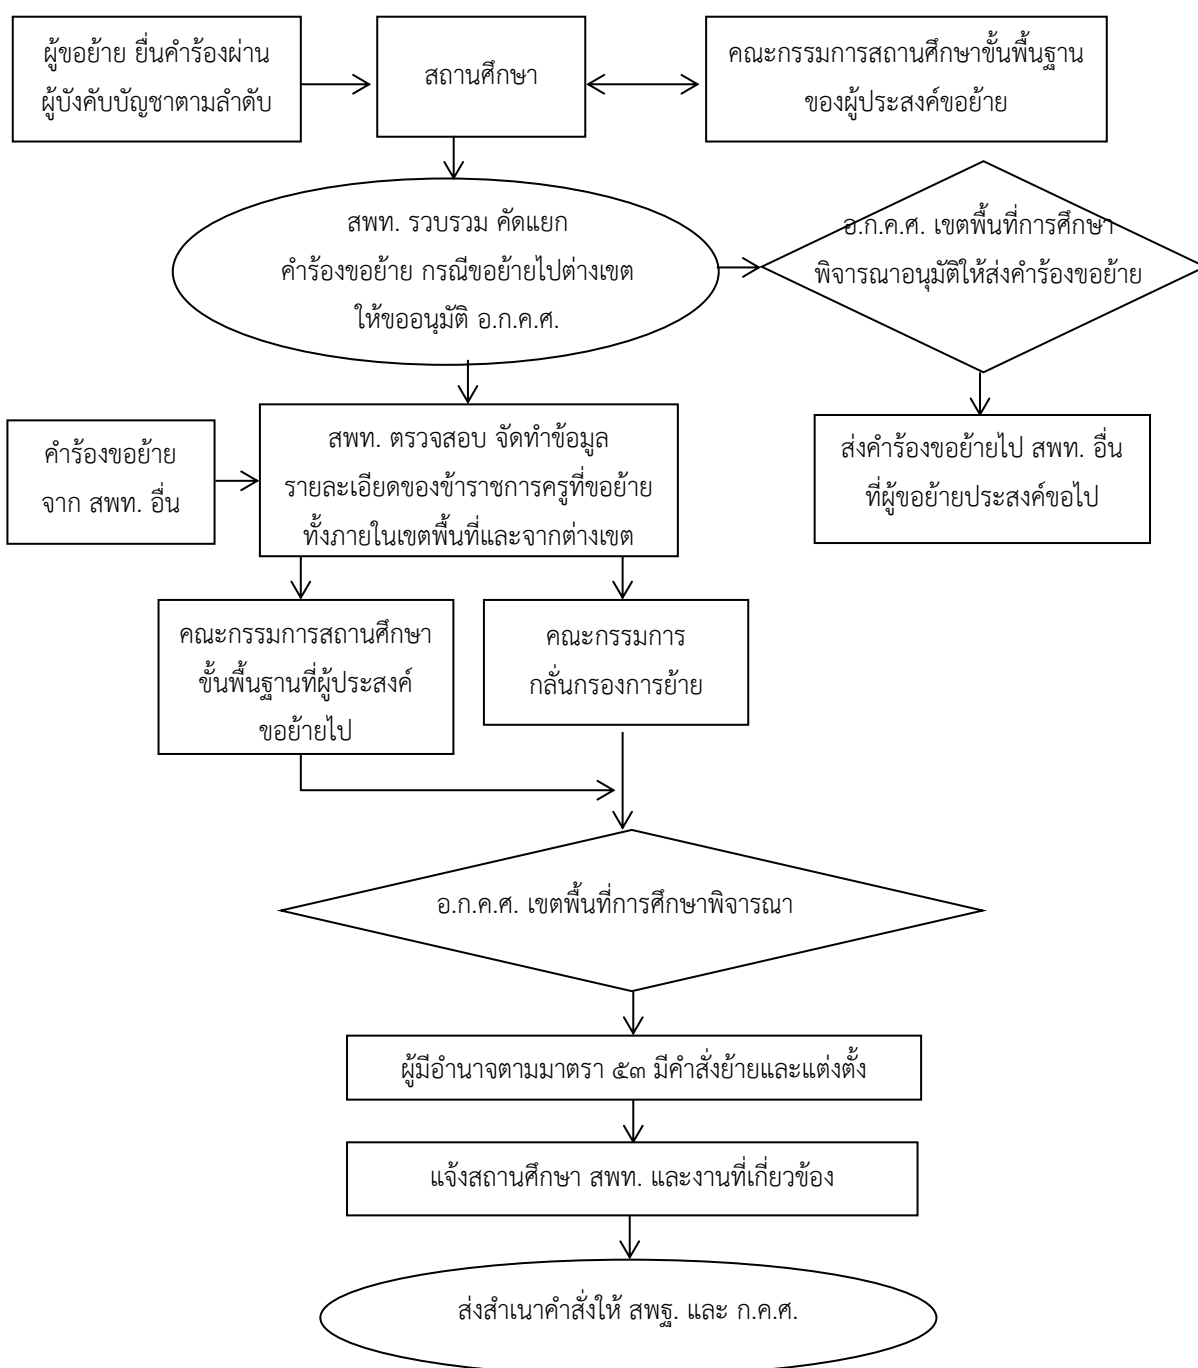 ผู้ขอย้าย ยื่นคำร้องผ่าน
ผู้บังคับบัญชาตามลำดับ
สถานศึกษา
คณะกรรมการสถานศึกษาขั้นพื้นฐาน
ของผู้ประสงค์ขอย้าย
สพท. รวบรวม คัดแยก
คำร้องขอย้าย กรณีขอย้ายไปต่างเขต
ให้ขออนุมัติ อ.ก.ค.ศ.
อ.ก.ค.ศ. เขตพื้นที่การศึกษา
พิจารณาอนุมัติให้ส่งคำร้องขอย้าย
คำร้องขอย้าย
จาก สพท. อื่น
สพท. ตรวจสอบ จัดทำข้อมูล
รายละเอียดของข้าราชการครูที่ขอย้าย
ทั้งภายในเขตพื้นที่และจากต่างเขต
ส่งคำร้องขอย้ายไป สพท. อื่น
ที่ผู้ขอย้ายประสงค์ขอไป
คณะกรรมการสถานศึกษา
ขั้นพื้นฐานที่ผู้ประสงค์
ขอย้ายไป
คณะกรรมการ
กลั่นกรองการย้าย
อ.ก.ค.ศ. เขตพื้นที่การศึกษาพิจารณา
ผู้มีอำนาจตามมาตรา ๕๓ มีคำสั่งย้ายและแต่งตั้ง
แจ้งสถานศึกษา สพท. และงานที่เกี่ยวข้อง
ส่งสำเนาคำสั่งให้ สพฐ. และ ก.ค.ศ.